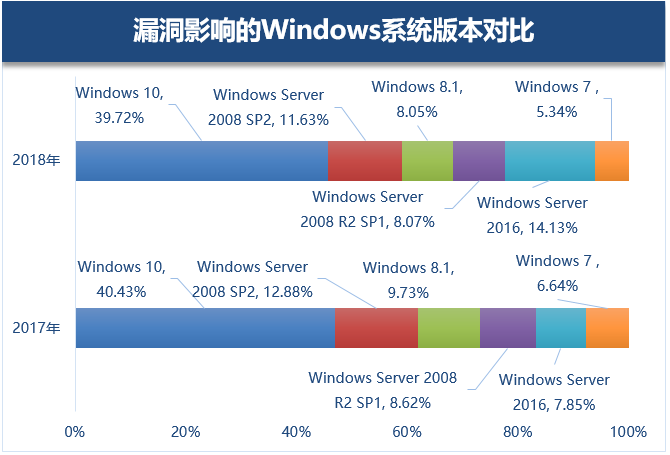 漏洞影响的Windows系统版本对比
Windows 10,
39.72%
Windows Server
2008 SP2, 11.63%
Windows 8.1,
8.05%
Windows 7 ,
5.34%
2018年
Windows Server
2008 R2 SP1, 8.07%
Windows Server
2016, 14.13%
Windows 10,
40.43%
Windows Server
2008 SP2, 12.88%
Windows 8.1,
9.73%
Windows 7 ,
6.64%
2017年
Windows Server 2008
R2 SP1, 8.62%
Windows Server
2016, 7.85%
0%
20%
40%
60%
80%
100%